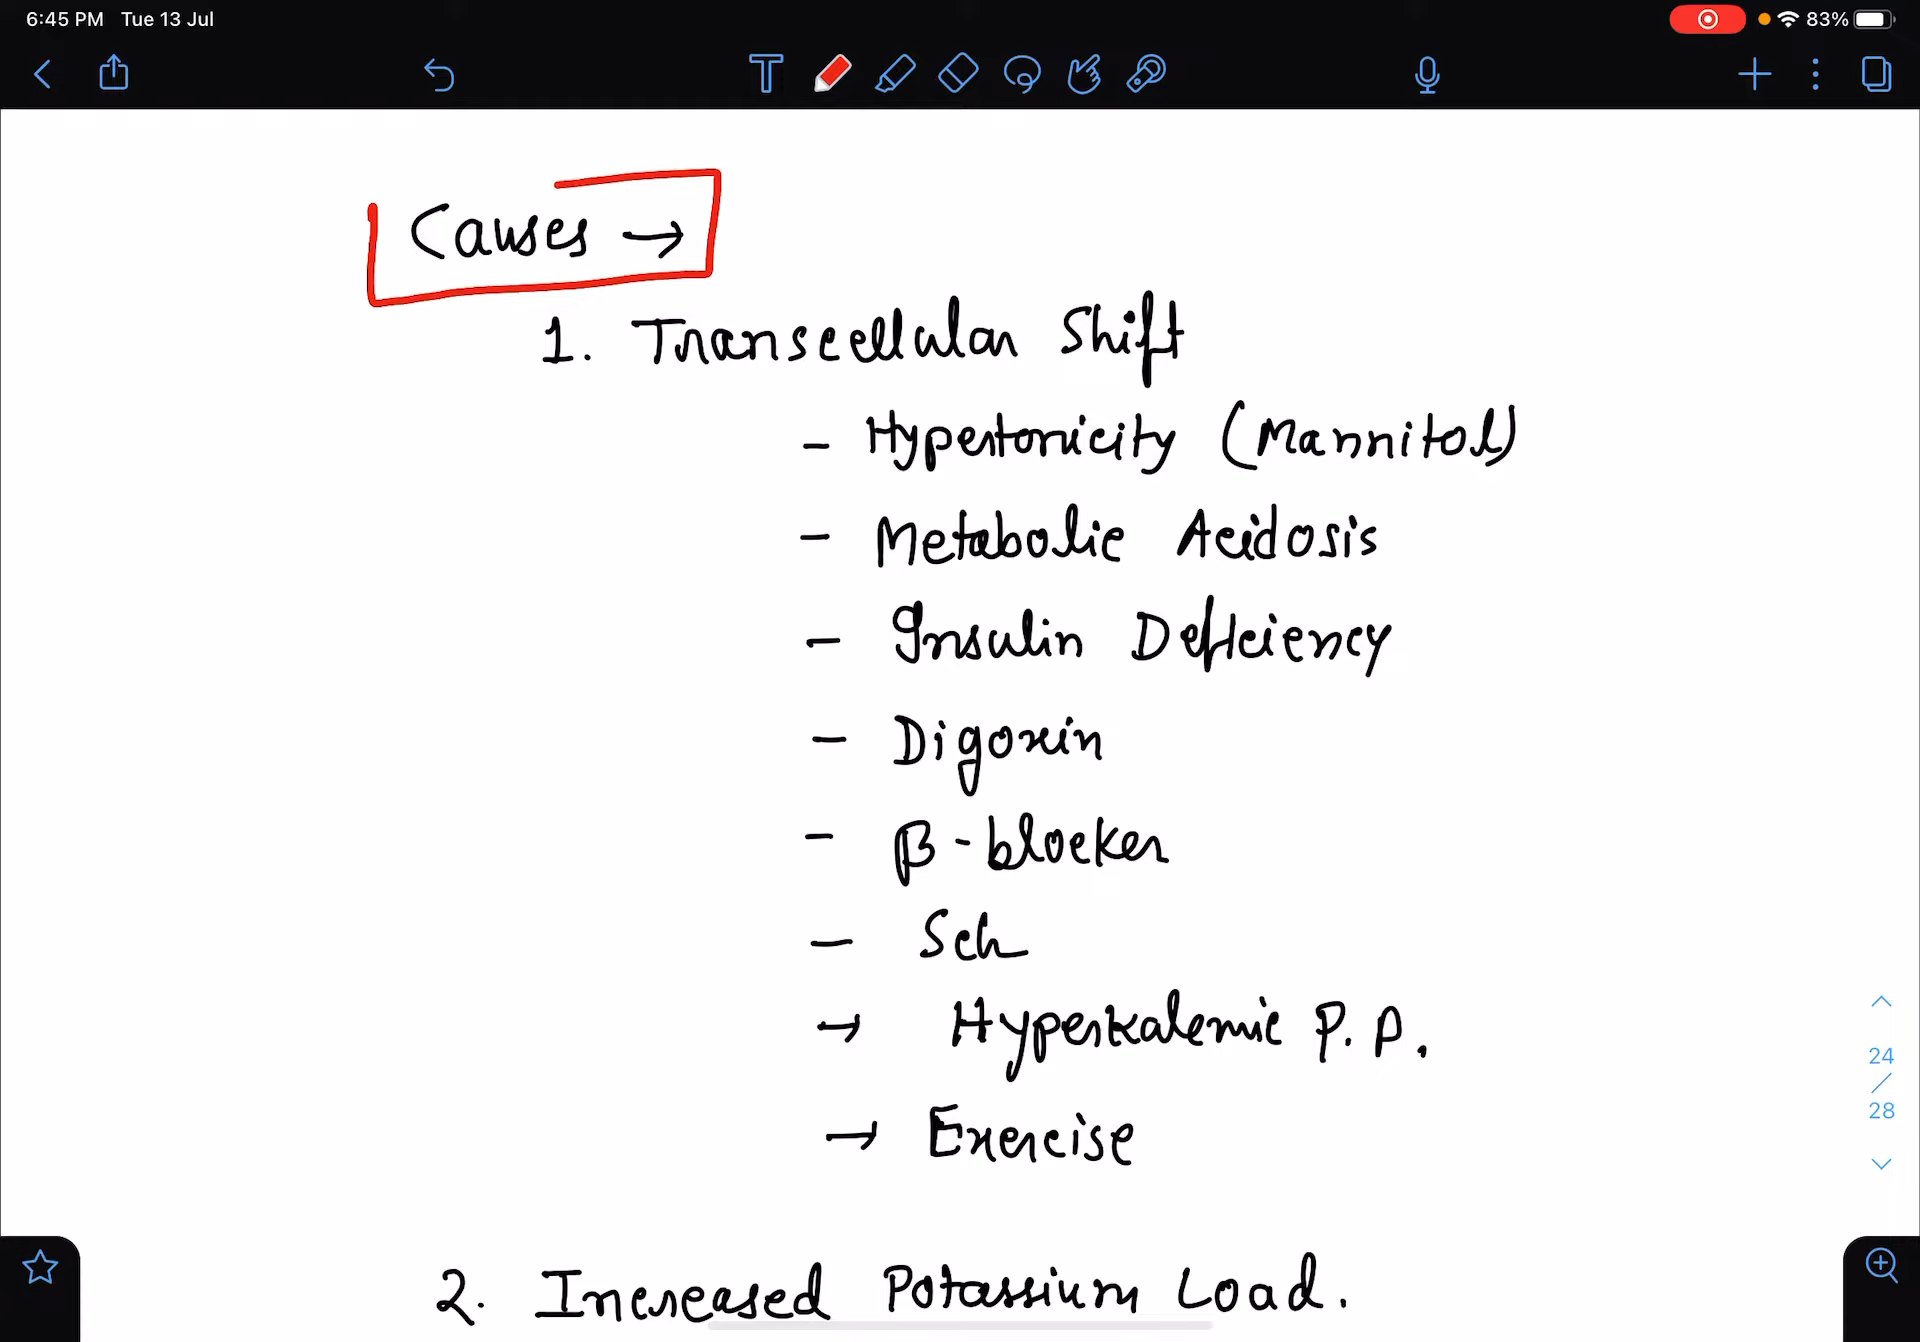 6:45 PM Tue 13 Jul
83%
Causes →
1. Transcellular Shift
- Hypertonicity (Mannitol)
- Metabolic Acidosis
- Insulin Deficiency
- Digoxin
- β-blocker
- Sch
→ Hyperkalemic P.P.
→ Exercise
24
/
28
2. Increased Potassium Load.